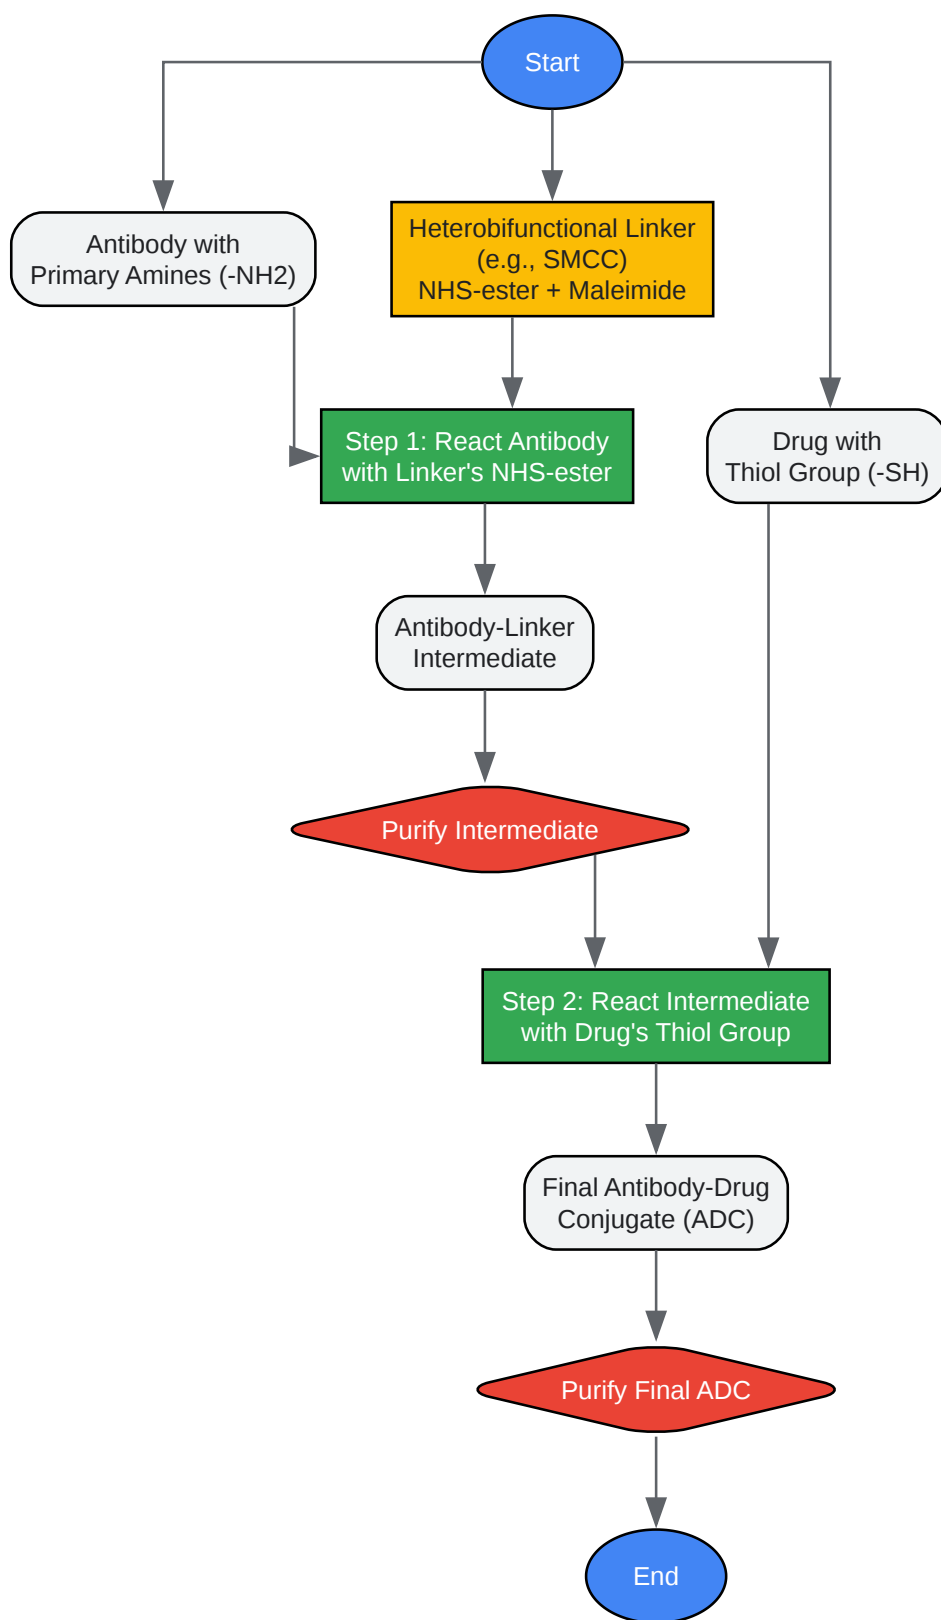 Start
Antibody with
Primary Amines (-NH2)
Heterobifunctional Linker
(e.g., SMCC)
NHS-ester + Maleimide
Step 1: React Antibody
with Linker's NHS-ester
Drug with
Thiol Group (-SH)
Antibody-Linker
Intermediate
Purify Intermediate
Step 2: React Intermediate
with Drug's Thiol Group
Final Antibody-Drug
Conjugate (ADC)
Purify Final ADC
End